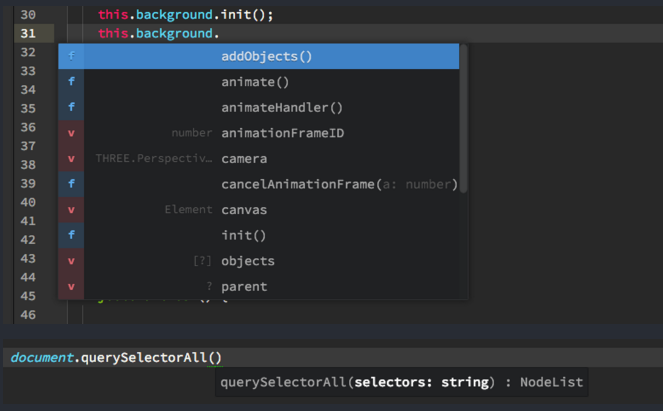 30 this.background.init();
31 this.background.
32 f addObjects()
33 f animate()
34 f animateHandler()
35
36 v number animationFrameID
37
38 v THREE.Perspectiv… camera
39 f cancelAnimationFrame(a: number)
40 v Element canvas
41
42 f init()
43 v [?] objects
44 v ? parent
45
46
document.querySelectorAll()
querySelectorAll(selectors: string) : NodeList